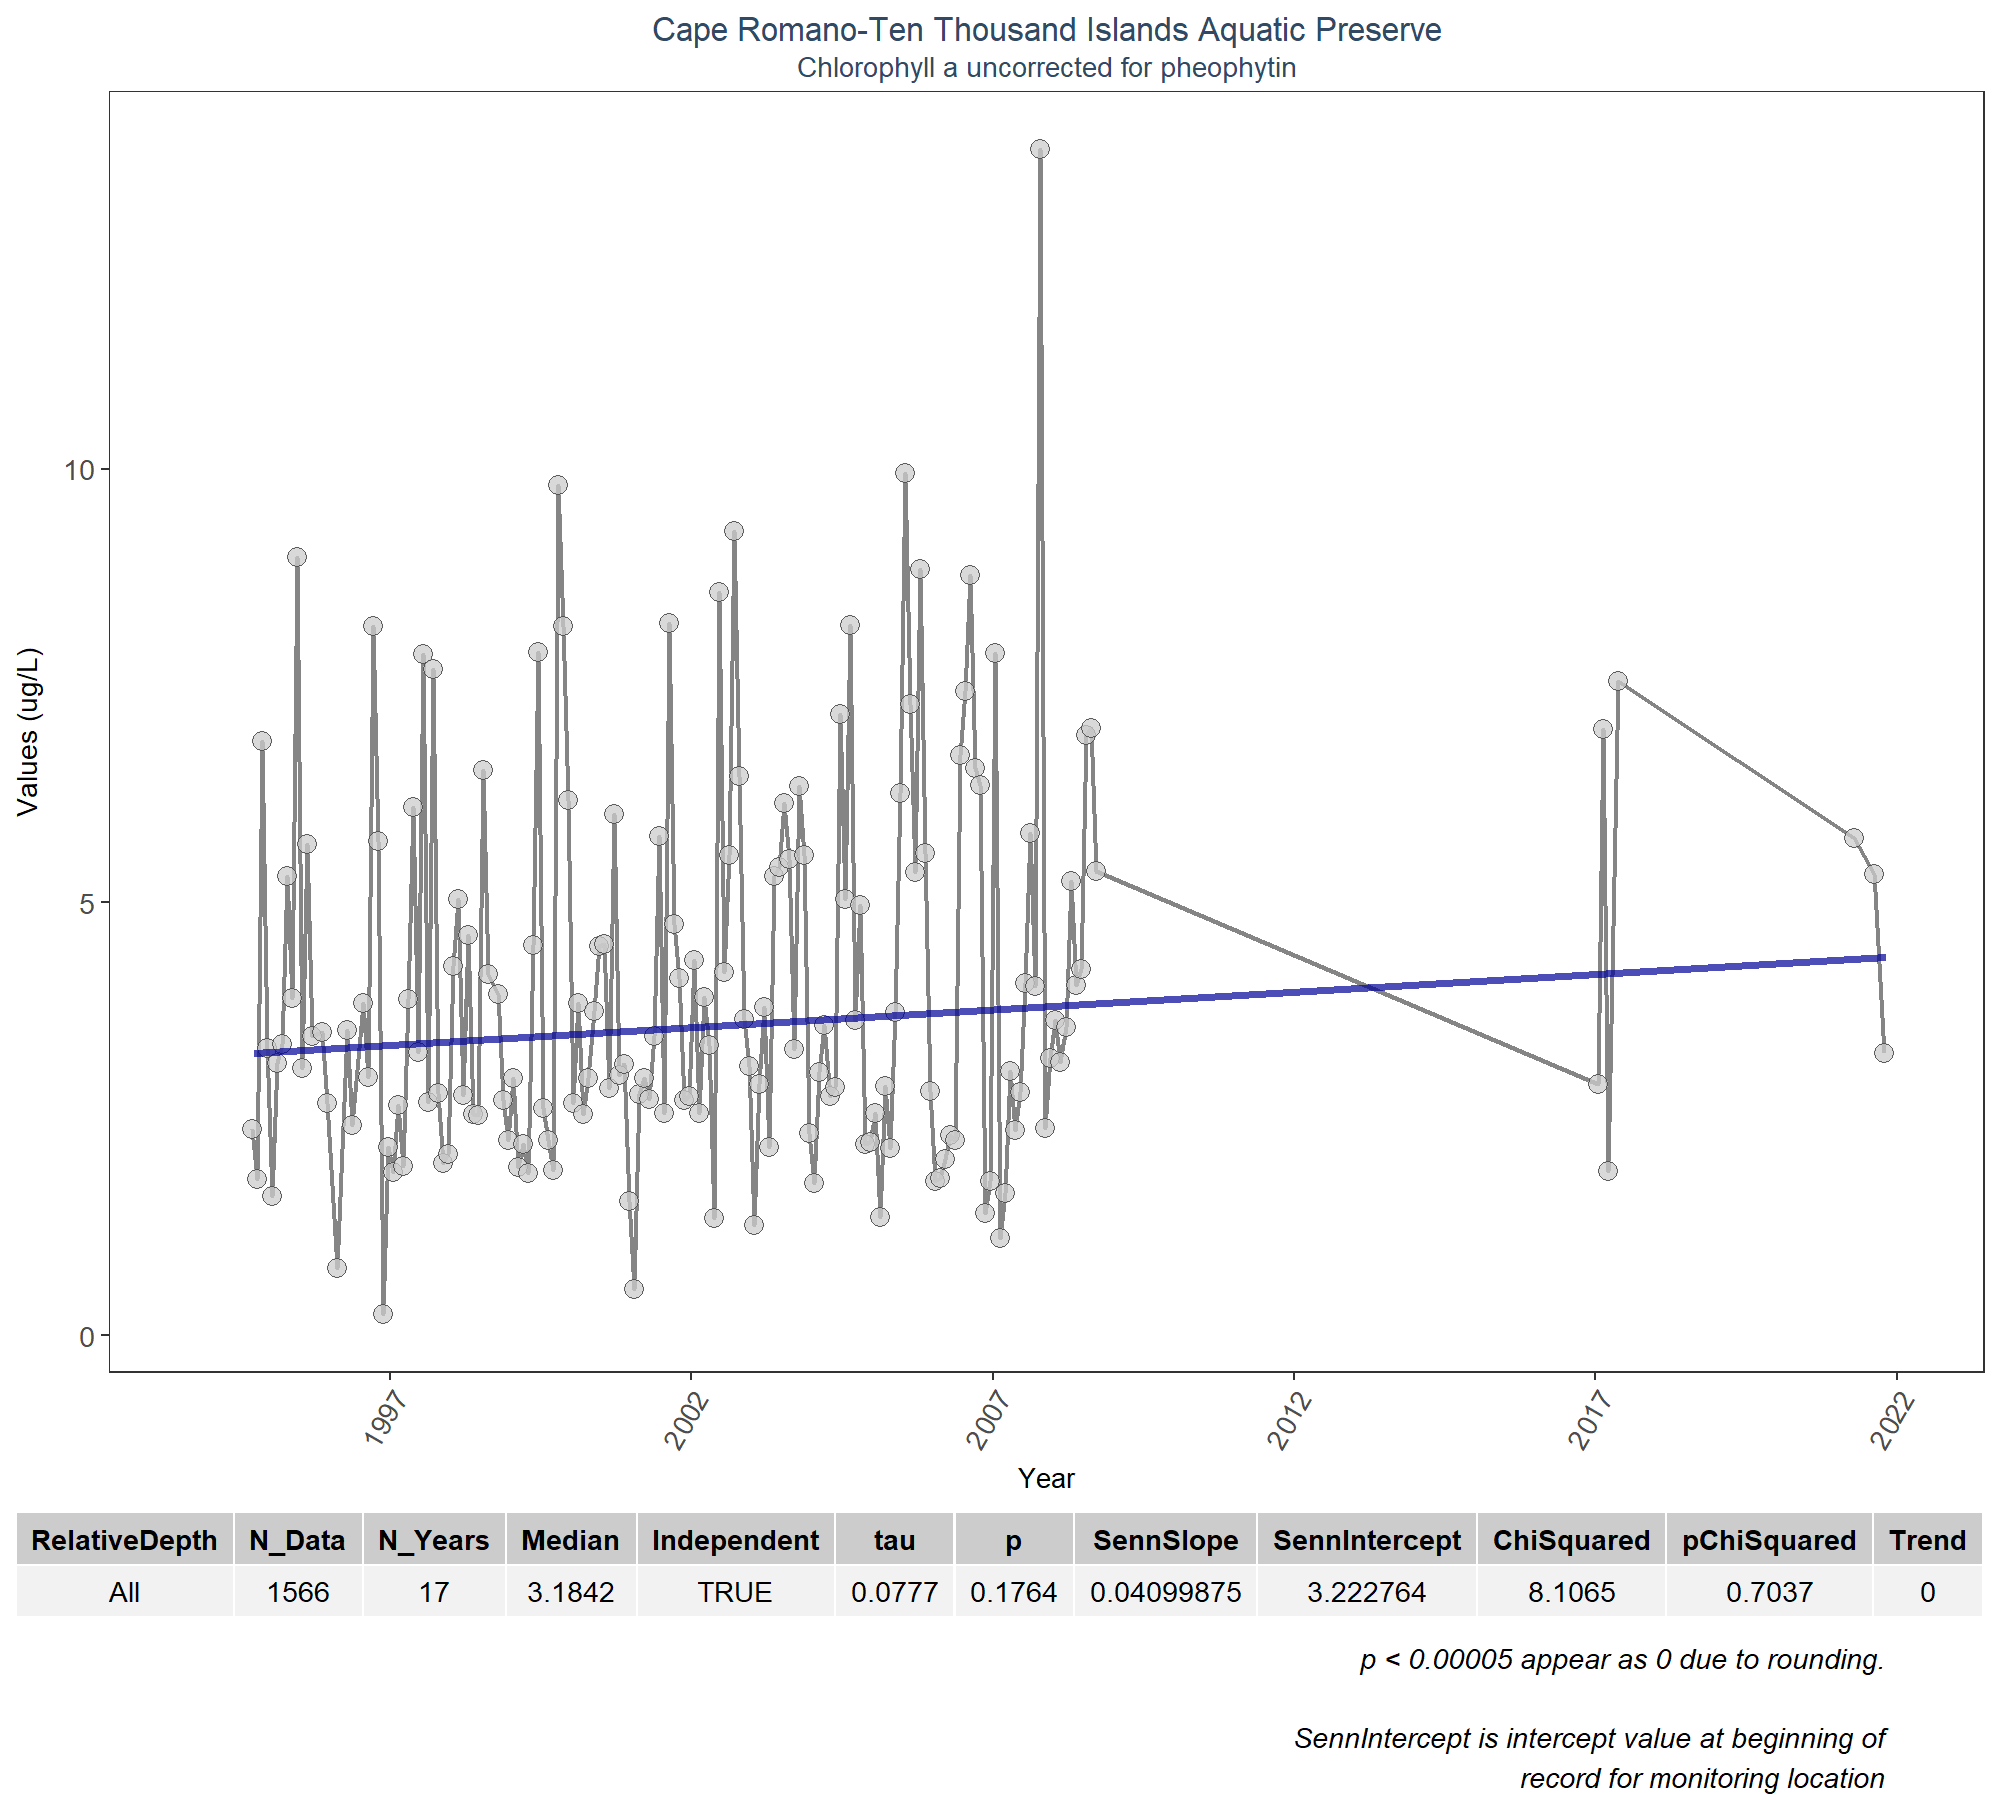 Cape Romano-Ten Thousand Islands Aquatic Preserve
Chlorophyll a uncorrected for pheophytin
Values (ug/L)
10
5
0
1997 2002 2007 2012 2017 2022
Year
RelativeDepth N_Data N_Years Median Independent tau p SennSlope SennIntercept ChiSquared pChiSquared Trend
All 1566 17 3.1842 TRUE 0.0777 0.1764 0.04099875 3.222764 8.1065 0.7037 0
p < 0.00005 appear as 0 due to rounding.
SennIntercept is intercept value at beginning of
record for monitoring location